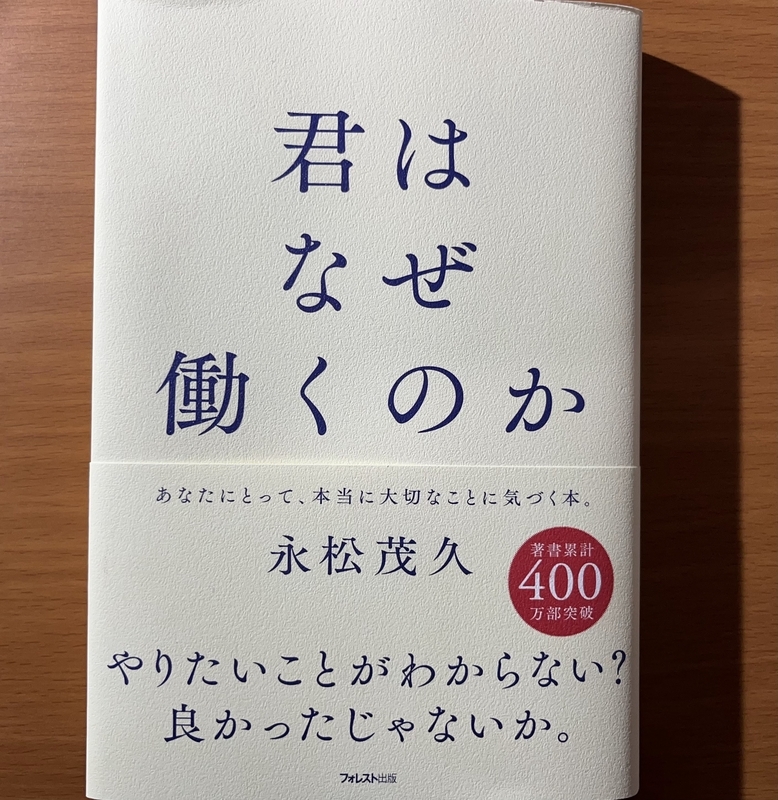 君は
なぜ
働くのか
あなたにとって、本当に大切なことに気づく本。
永松茂久
著書累計
400
万部突破
やりたいことがわからない?
良かったじゃないか。
フォレスト出版